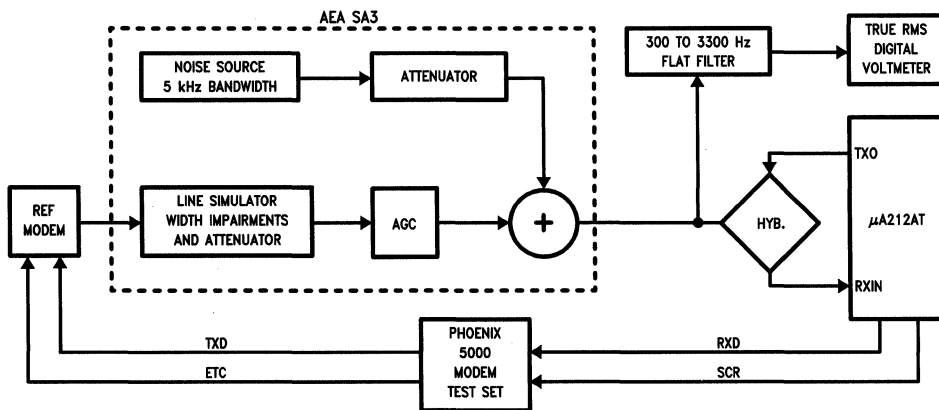 AEA SA3
NOISE SOURCE
5 kHz BANDWIDTH
ATTENUATOR
300 TO 3300 Hz
FLAT FILTER
TRUE RMS
DIGITAL
VOLTMETER
REF
MODEM
LINE SIMULATOR
WIDTH IMPAIRMENTS
AND ATTENUATOR
AGC
+
HYB.
TXO
μA212AT
RXIN
TXD
ETC
PHOENIX
5000
MODEM
TEST SET
RXD
SCR